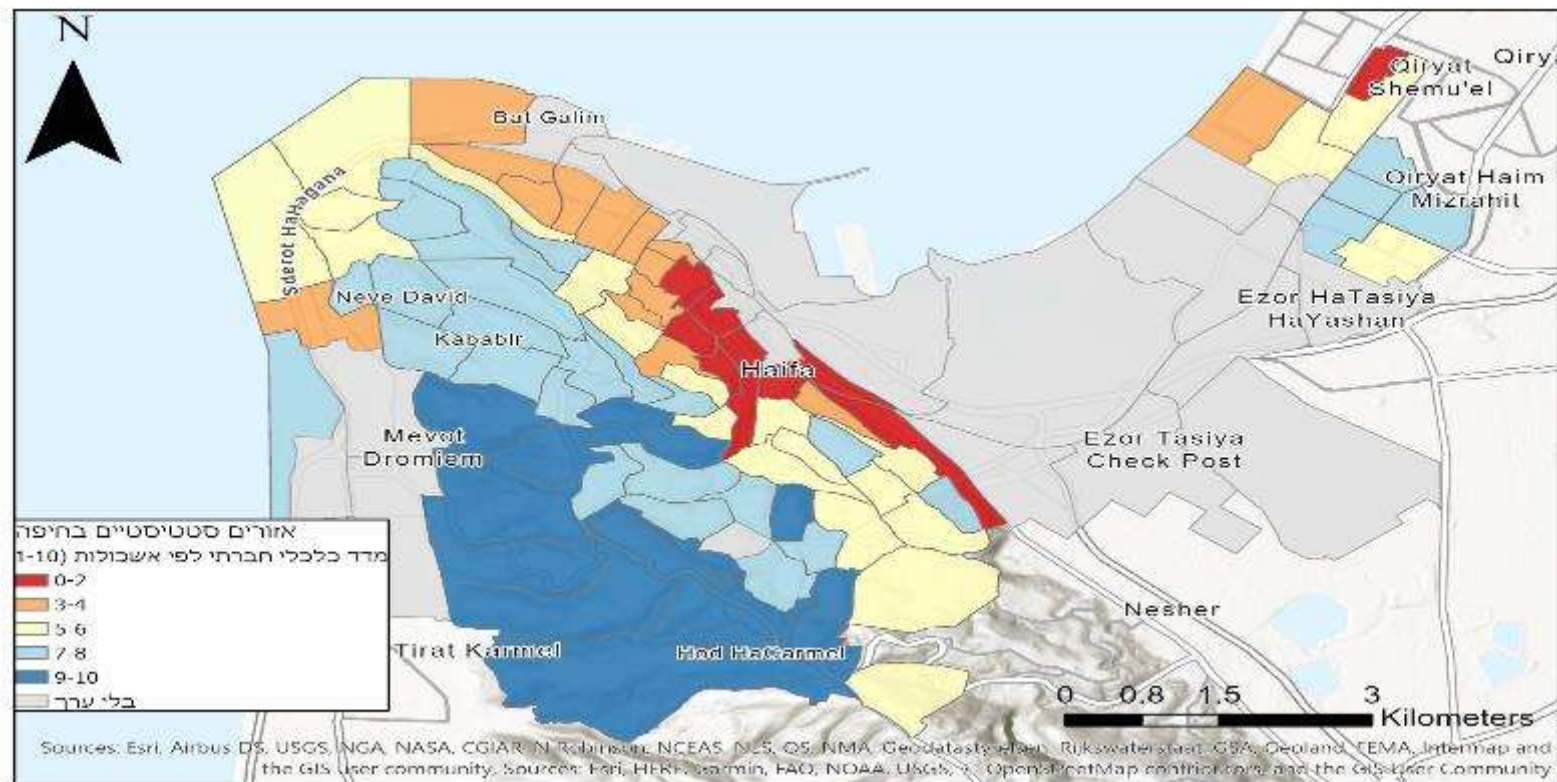 N
Bat Galim
Qiryat Shemu'el
Qirya
Qiryat Haim Mizrahit
Sderot HaHagana
Neve David
Kababir
Haifa
Ezor HaTasiya HaYashan
Mevot Dromiem
Ezor Tasiya Check Post
Nesher
Tirat Karmel
Hod HaCarmel
אזורים סטטיסטיים בחיפה
מדד כלכלי חברתי לפי אשכולות (1-10
0-2
3-4
5-6
7-8
9-10
בלי ערך
0 0.8 1.5 3
Kilometers
Sources: Esri, Airbus DS, USGS, NGA, NASA, CGIAR, N Robinson, NCEAS, NLS, OS, NMA, Geodatastyrelsen, Rijkswaterstaat, GSA, Geoland, FEMA, Intermap and
the GIS user community, Sources: Esri, HERE, Garmin, FAO, NOAA, USGS, © OpenStreetMap contributors, and the GIS User Community